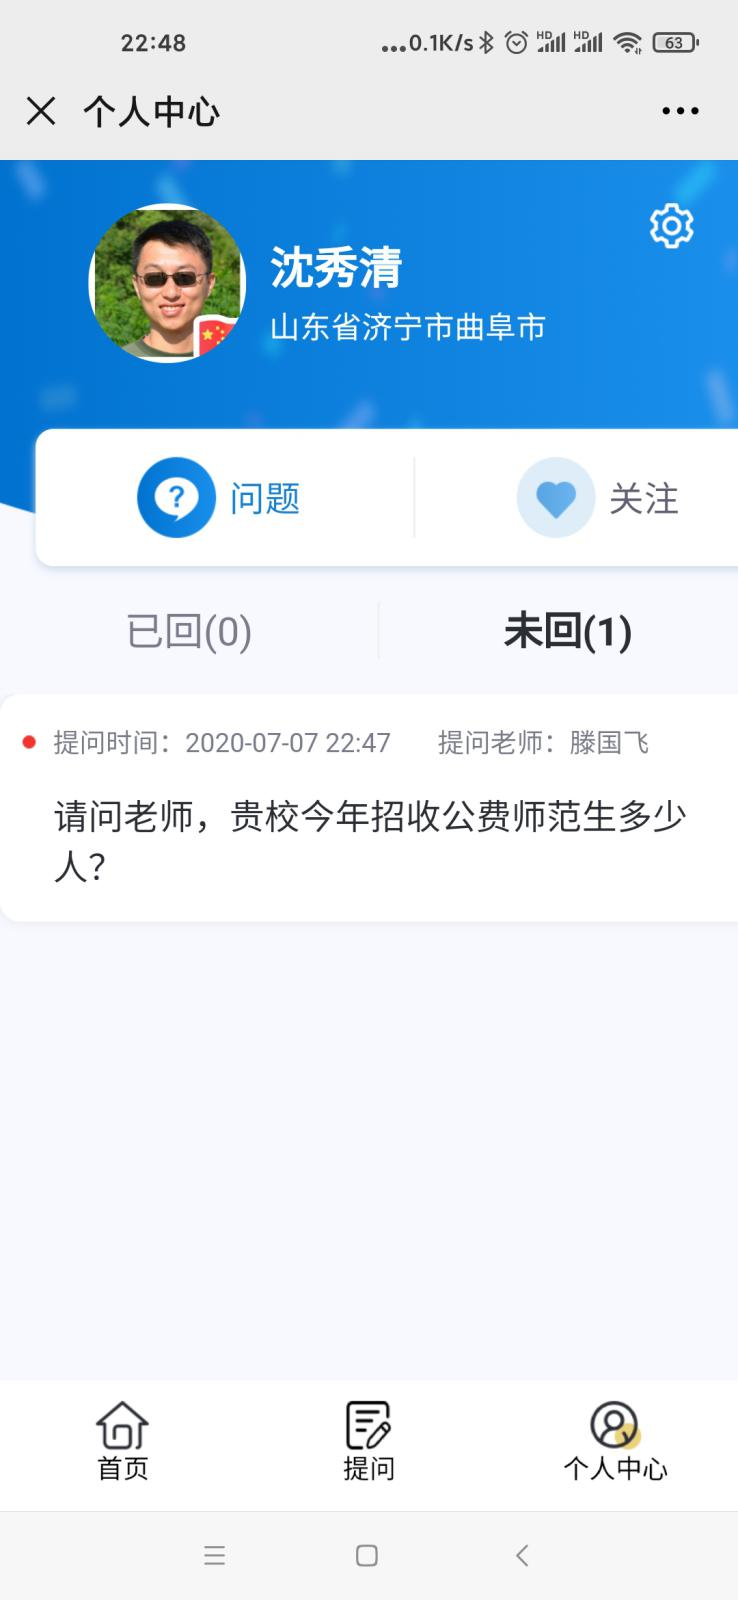 22:48
...0.1K/s HD HD 63
个人中心
沈秀清
山东省济宁市曲阜市
问题
关注
已回(0)
未回(1)
提问时间：2020-07-07 22:47 提问老师：滕国飞
请问老师，贵校今年招收公费师范生多少
人？
首页
提问
个人中心